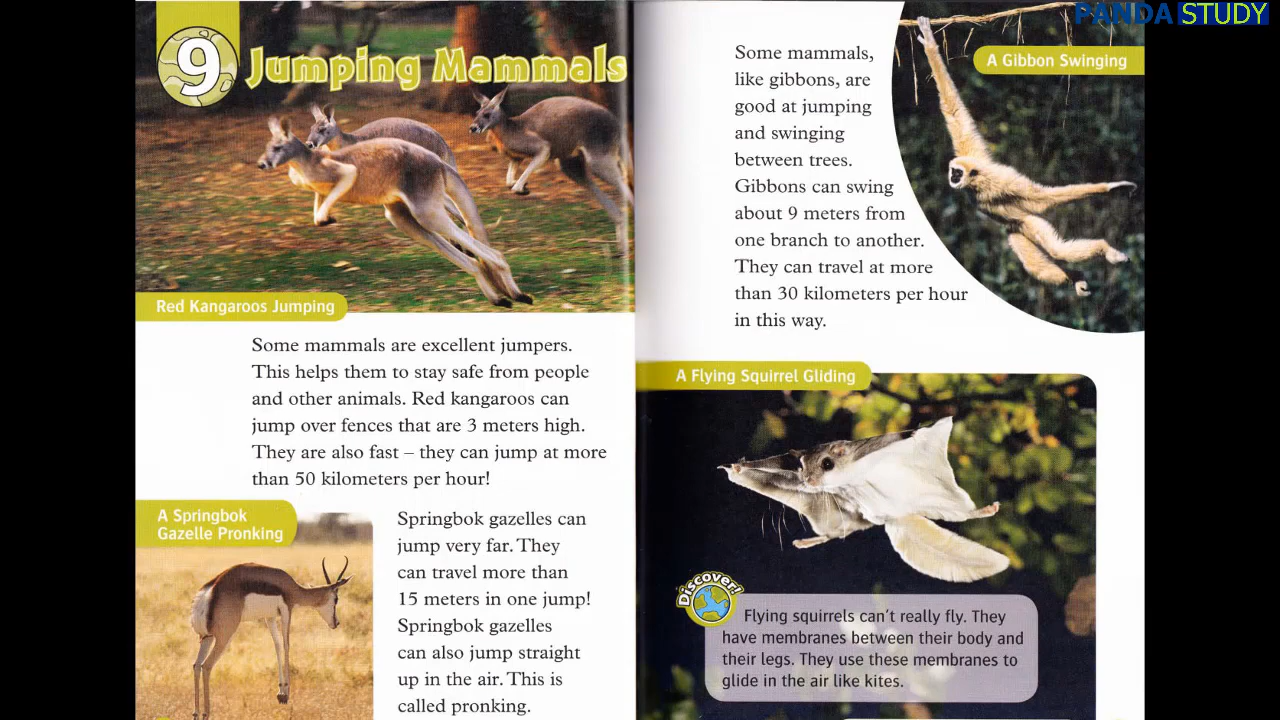 PANDASTUDY
9 Jumping Mammals
Red Kangaroos Jumping
Some mammals are excellent jumpers.
This helps them to stay safe from people
and other animals. Red kangaroos can
jump over fences that are 3 meters high.
They are also fast – they can jump at more
than 50 kilometers per hour!
A Springbok
Gazelle Pronking
Springbok gazelles can
jump very far. They
can travel more than
15 meters in one jump!
Springbok gazelles
can also jump straight
up in the air. This is
called pronking.
Some mammals,
like gibbons, are
good at jumping
and swinging
between trees.
Gibbons can swing
about 9 meters from
one branch to another.
They can travel at more
than 30 kilometers per hour
in this way.
A Gibbon Swinging
A Flying Squirrel Gliding
Discover!
Flying squirrels can't really fly. They
have membranes between their body and
their legs. They use these membranes to
glide in the air like kites.